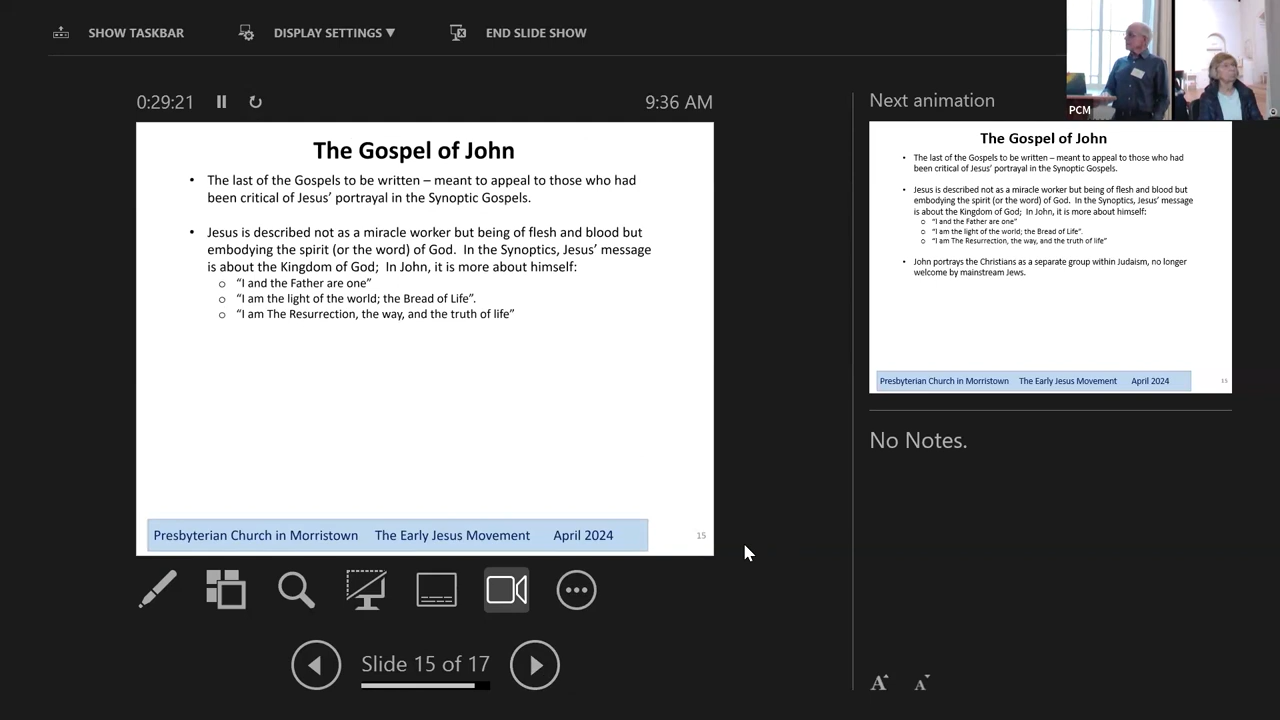 SHOW TASKBAR
DISPLAY SETTINGS ▼
END SLIDE SHOW
0:29:21
9:36 AM
The Gospel of John
• The last of the Gospels to be written – meant to appeal to those who had
been critical of Jesus’ portrayal in the Synoptic Gospels.
• Jesus is described not as a miracle worker but being of flesh and blood but
embodying the spirit (or the word) of God.  In the Synoptics, Jesus’ message
is about the Kingdom of God;  In John, it is more about himself:
o “I and the Father are one”
o “I am the light of the world; the Bread of Life”.
o “I am The Resurrection, the way, and the truth of life”
Presbyterian Church in Morristown The Early Jesus Movement April 2024
15
Slide 15 of 17
PCM
Next animation
The Gospel of John
• The last of the Gospels to be written – meant to appeal to those who had
been critical of Jesus’ portrayal in the Synoptic Gospels.
• Jesus is described not as a miracle worker but being of flesh and blood but
embodying the spirit (or the word) of God.  In the Synoptics, Jesus’ message
is about the Kingdom of God;  In John, it is more about himself:
o “I and the Father are one”
o “I am the light of the world; the Bread of Life”.
o “I am The Resurrection, the way, and the truth of life”
• John portrays the Christians as a separate group within Judaism, no longer
welcome by mainstream Jews.
Presbyterian Church in Morristown The Early Jesus Movement April 2024
15
No Notes.
A A